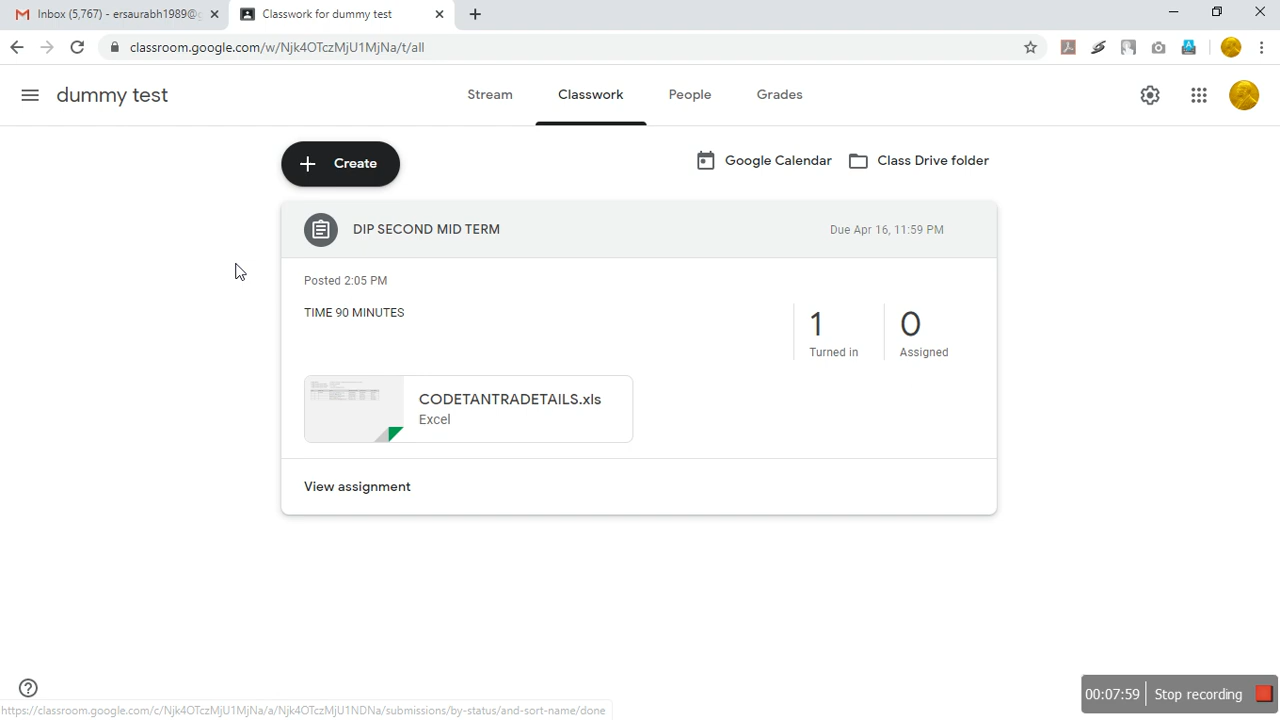 Inbox (5,767) - ersaurabh1989@g
Classwork for dummy test
classroom.google.com/w/Njk4OTczMjU1MjNa/t/all
dummy test
Stream
Classwork
People
Grades
Create
Google Calendar
Class Drive folder
DIP SECOND MID TERM
Due Apr 16, 11:59 PM
Posted 2:05 PM
TIME 90 MINUTES
1
Turned in
0
Assigned
CODETANTRADETAILS.xls
Excel
View assignment
00:07:59
Stop recording
https://classroom.google.com/c/Njk4OTczMjU1MjNa/a/Njk4OTczMjU1NDNa/submissions/by-status/and-sort-name/done